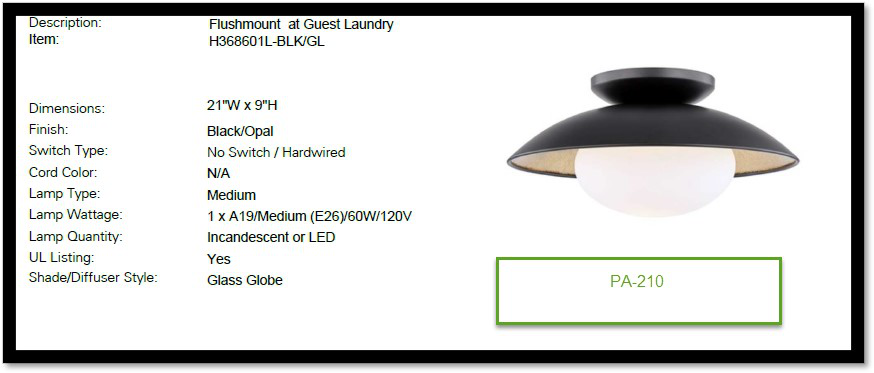 Description: Flushmount at Guest Laundry
Item: H368601L-BLK/GL
Dimensions: 21"W x 9"H
Finish: Black/Opal
Switch Type: No Switch / Hardwired
Cord Color: N/A
Lamp Type: Medium
Lamp Wattage: 1 x A19/Medium (E26)/60W/120V
Lamp Quantity: Incandescent or LED
UL Listing: Yes
Shade/Diffuser Style: Glass Globe
PA-210